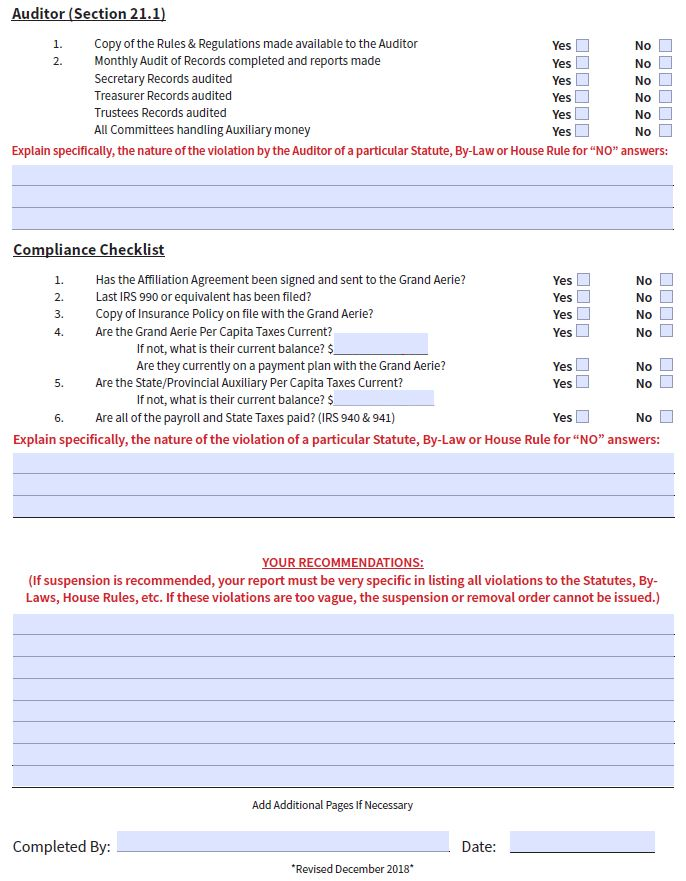 Auditor (Section 21.1)
1. Copy of the Rules & Regulations made available to the Auditor Yes No
2. Monthly Audit of Records completed and reports made Yes No
Secretary Records audited Yes No
Treasurer Records audited Yes No
Trustees Records audited Yes No
All Committees handling Auxiliary money Yes No
Explain specifically, the nature of the violation by the Auditor of a particular Statute, By-Law or House Rule for “NO” answers:
Compliance Checklist
1. Has the Affiliation Agreement been signed and sent to the Grand Aerie? Yes No
2. Last IRS 990 or equivalent has been filed? Yes No
3. Copy of Insurance Policy on file with the Grand Aerie? Yes No
4. Are the Grand Aerie Per Capita Taxes Current? Yes No
If not, what is their current balance? $
Are they currently on a payment plan with the Grand Aerie? Yes No
5. Are the State/Provincial Auxiliary Per Capita Taxes Current? Yes No
If not, what is their current balance? $
6. Are all of the payroll and State Taxes paid? (IRS 940 & 941) Yes No
Explain specifically, the nature of the violation of a particular Statute, By-Law or House Rule for “NO” answers:
YOUR RECOMMENDATIONS:
(If suspension is recommended, your report must be very specific in listing all violations to the Statutes, By-
Laws, House Rules, etc. If these violations are too vague, the suspension or removal order cannot be issued.)
Add Additional Pages If Necessary
Completed By: Date:
*Revised December 2018*